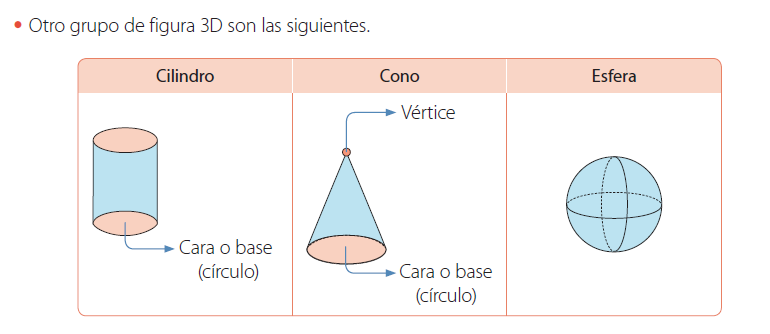 • Otro grupo de figura 3D son las siguientes.
Cilindro
Cono
Esfera
Cara o base
(círculo)
Vértice
Cara o base
(círculo)